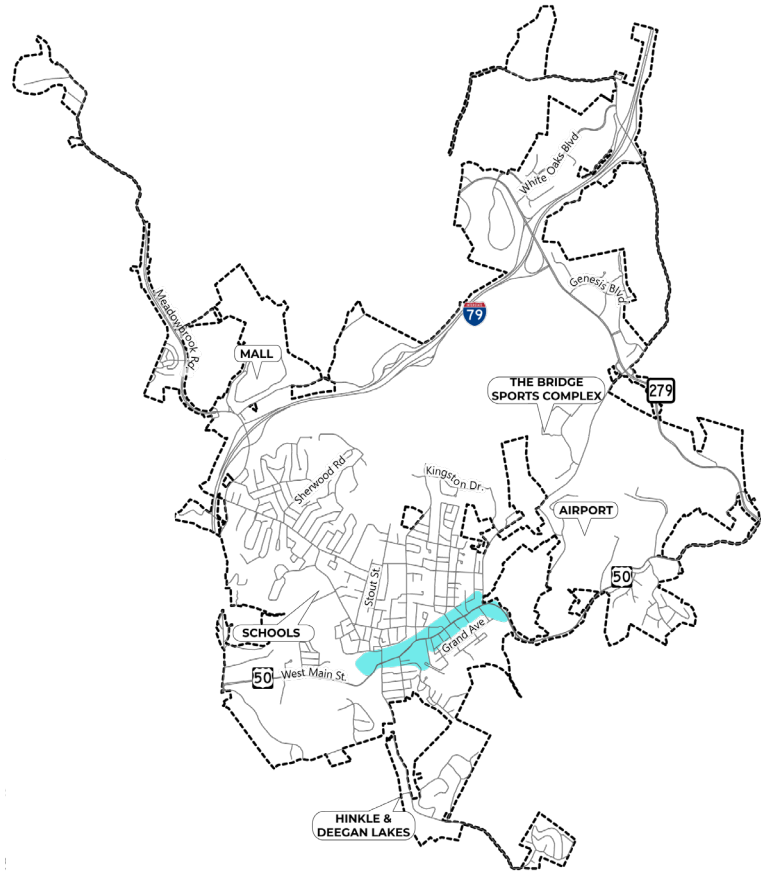 White Oaks Blvd
Genesis Blvd
Meadowbrook Rd.
79
MALL
THE BRIDGE
SPORTS COMPLEX
279
Sherwood Rd
Kingston Dr.
AIRPORT
Stout St.
50
SCHOOLS
Grand Ave
50
West Main St.
HINKLE &
DEEGAN LAKES